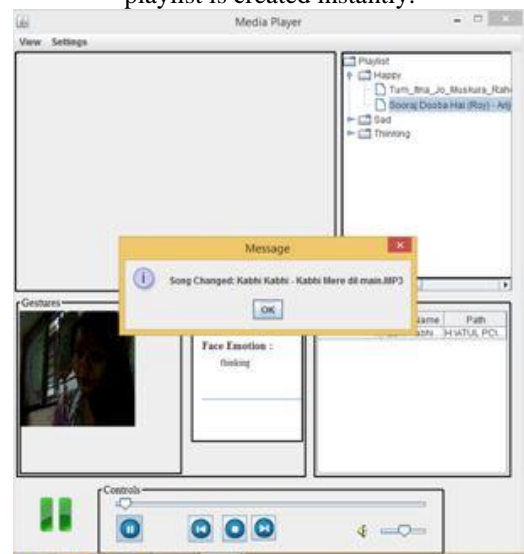 playlist is created instantly.
Media Player
View Settings
Playlist
Happy
Tum_Itna_Jo_Muskura_Rah
Sooraj Dooba Hai (Roy) - Arij
Sad
Thinking
Message
Song Changed: Kabhi Kabhi - Kabhi Mere dil main.MP3
OK
Gestures
Face Emotion :
thinking
Name
Path
Controls